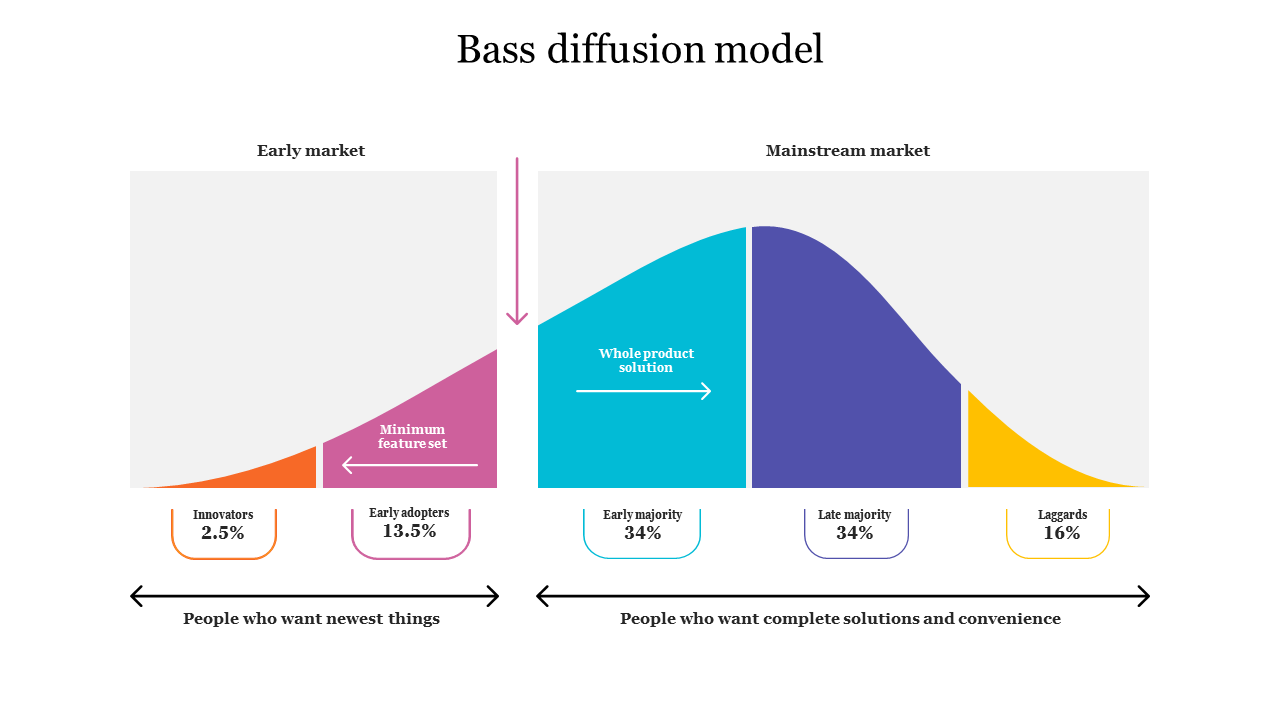 Bass diffusion model
Early market
Mainstream market
Whole product
solution
Minimum
feature set
Innovators
2.5%
Early adopters
13.5%
Early majority
34%
Late majority
34%
Laggards
16%
People who want newest things
People who want complete solutions and convenience